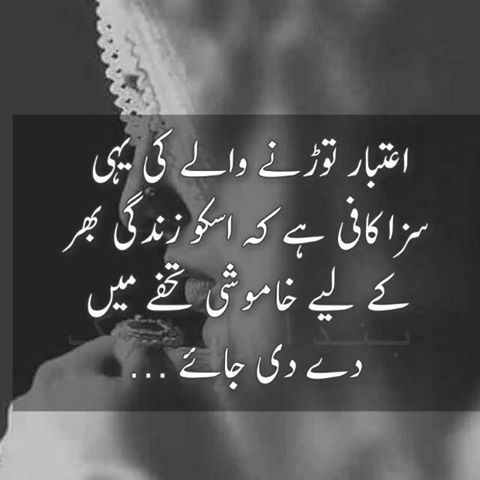 اعتبار توڑنے والے کی یہی
سزا کافی ہے کہ اسکو زندگی بھر
کے لیے خاموشی تحفے میں
دے دی جائے ...